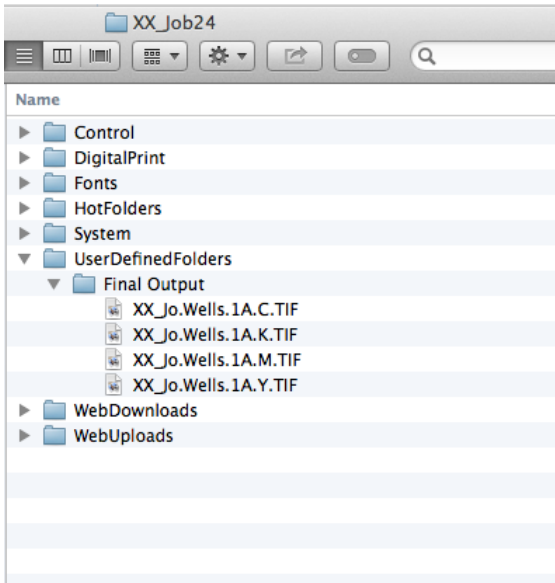 XX_Job24
Name
Control
DigitalPrint
Fonts
HotFolders
System
UserDefinedFolders
Final Output
XX_Jo.Wells.1A.C.TIF
XX_Jo.Wells.1A.K.TIF
XX_Jo.Wells.1A.M.TIF
XX_Jo.Wells.1A.Y.TIF
WebDownloads
WebUploads